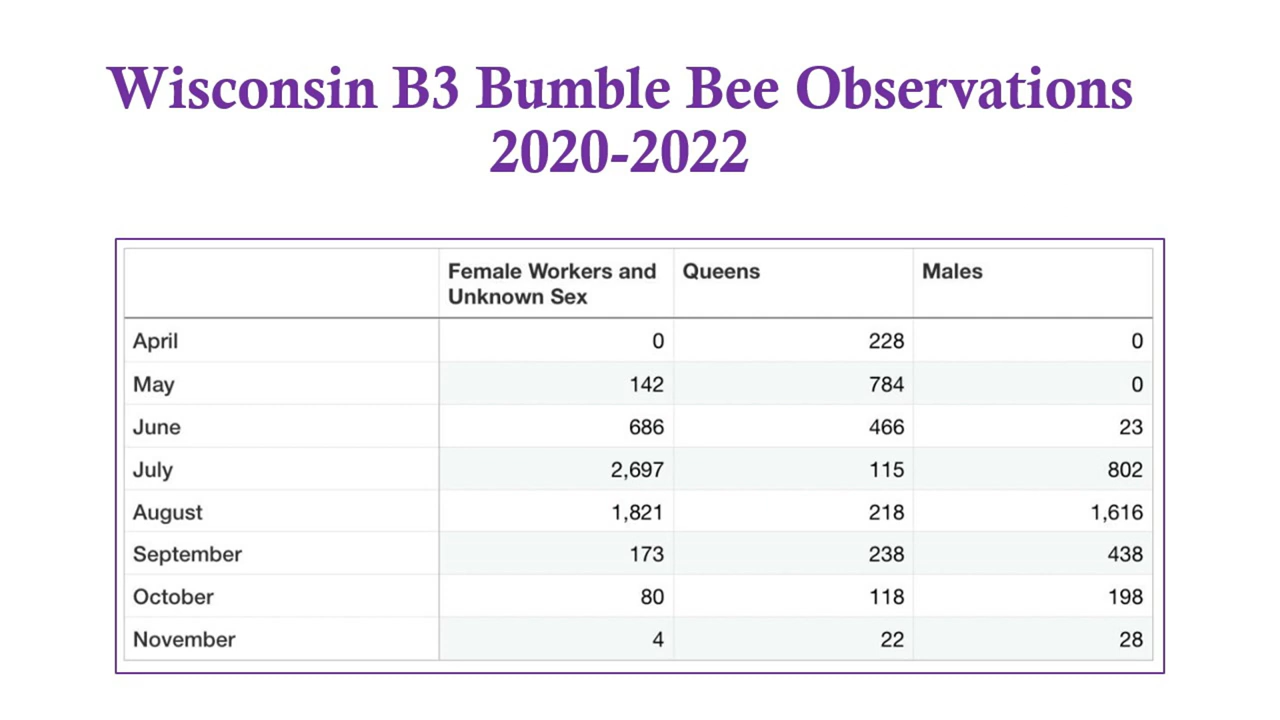 Wisconsin B3 Bumble Bee Observations
2020-2022
Female Workers and Unknown Sex Queens Males
April 0 228 0
May 142 784 0
June 686 466 23
July 2,697 115 802
August 1,821 218 1,616
September 173 238 438
October 80 118 198
November 4 22 28